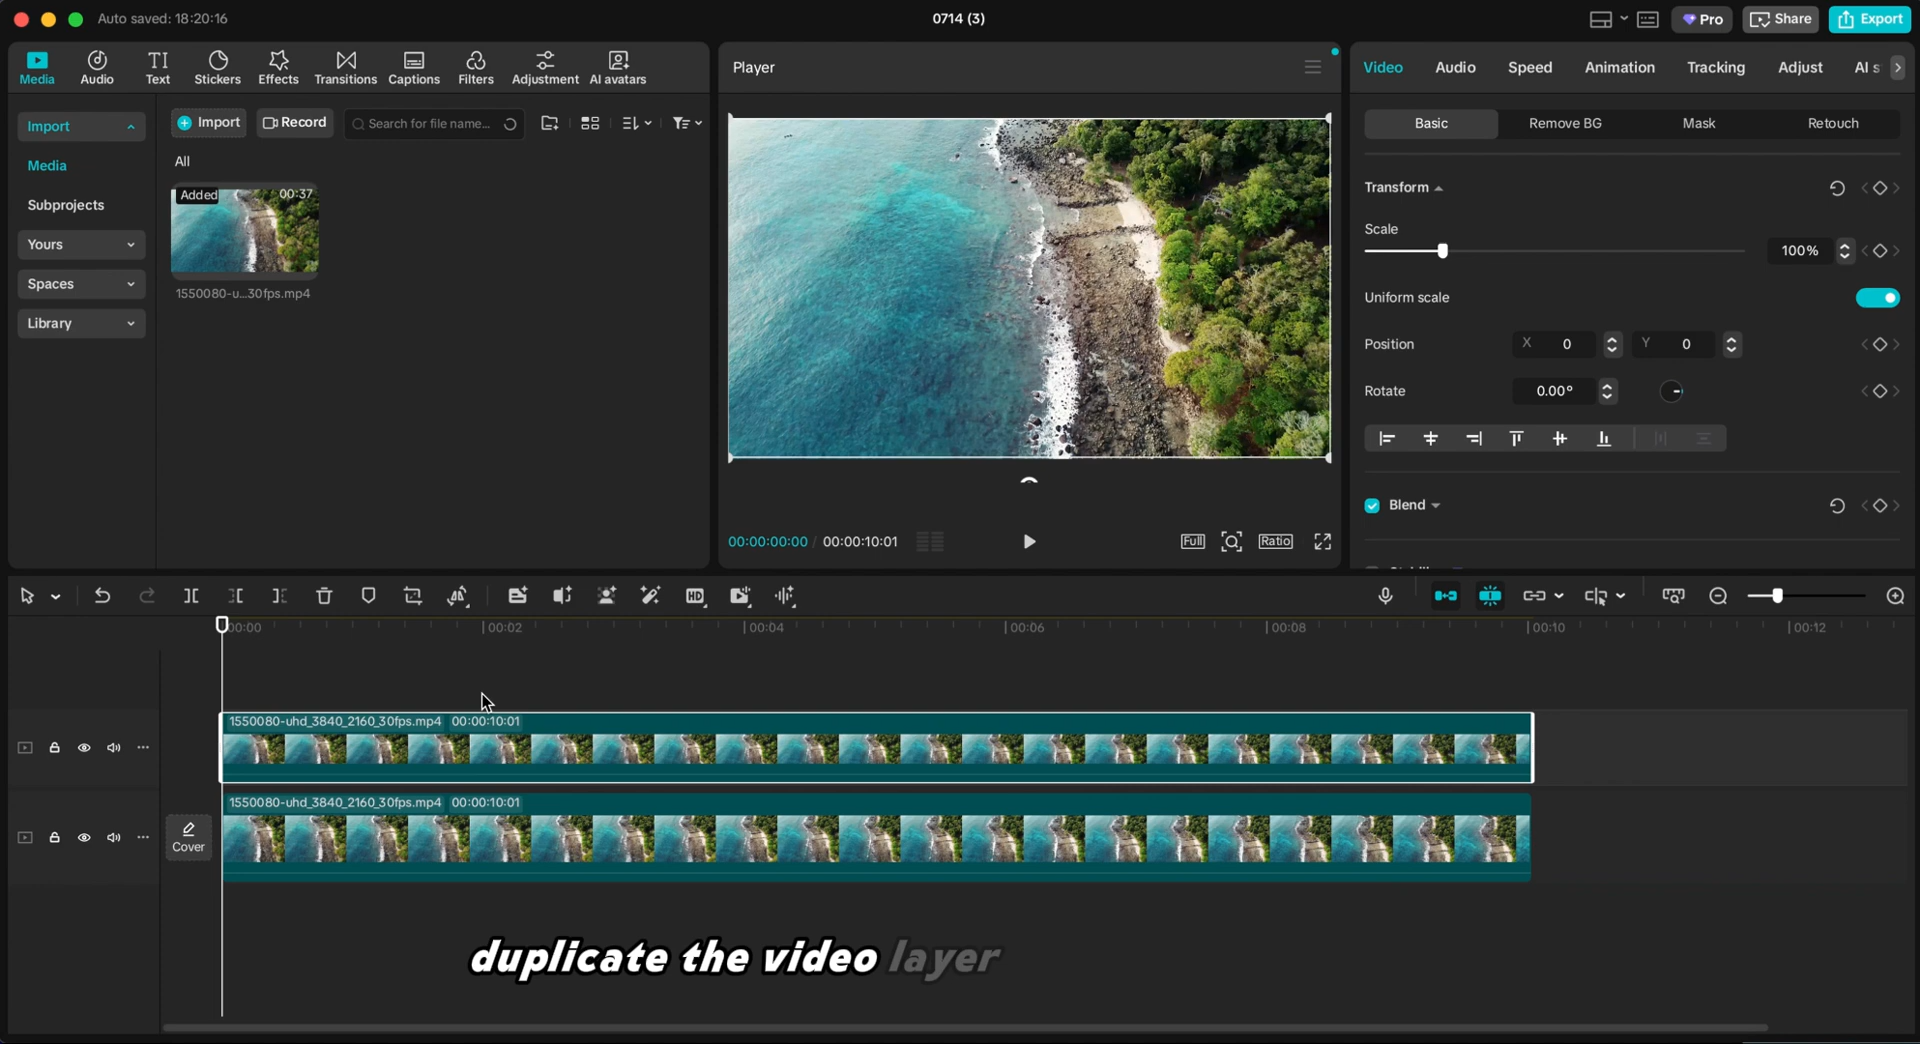 Auto saved: 18:20:16
0714 (3)
Pro
Share
Export
Media
Audio
Text
Stickers
Effects
Transitions
Captions
Filters
Adjustment
AI avatars
Import
Media
Subprojects
Yours
Spaces
Library
Import
Record
Search for file name...
All
Added
00:37
1550080-u...30fps.mp4
Player
00:00:00:00 / 00:00:10:01
Full
Ratio
Video
Audio
Speed
Animation
Tracking
Adjust
AI s
Basic
Remove BG
Mask
Retouch
Transform
Scale
100%
Uniform scale
Position
X 0
Y 0
Rotate
0.00°
Blend
HD
00:00
00:02
00:04
00:06
00:08
00:10
00:12
1550080-uhd_3840_2160_30fps.mp4 00:00:10:01
1550080-uhd_3840_2160_30fps.mp4 00:00:10:01
Cover
duplicate the video layer